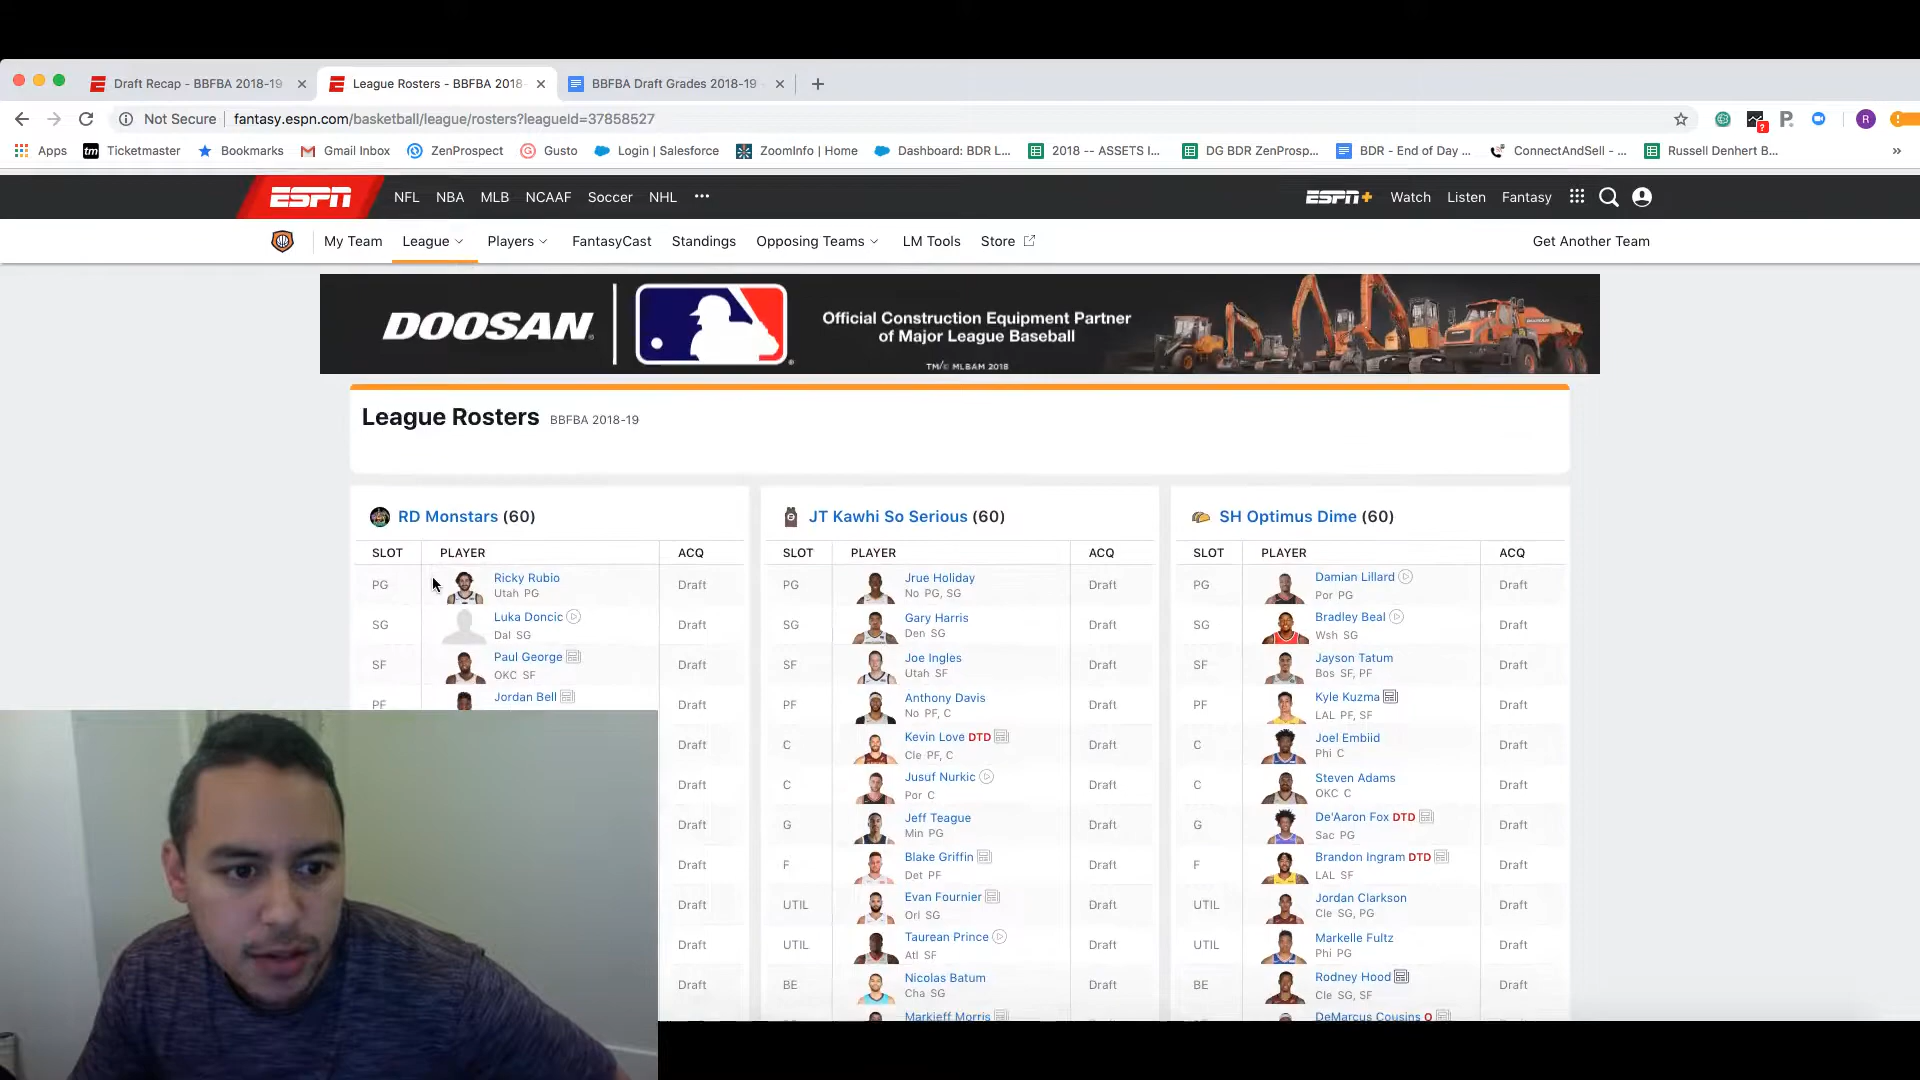 Draft Recap - BBFBA 2018-19
League Rosters - BBFBA 2018-
BBFBA Draft Grades 2018-19
Not Secure
fantasy.espn.com/basketball/league/rosters?leagueId=37858527
R
Apps
tm Ticketmaster
Bookmarks
Gmail Inbox
ZenProspect
Gusto
Login | Salesforce
ZoomInfo | Home
Dashboard: BDR L...
2018 -- ASSETS I...
DG BDR ZenProsp...
BDR - End of Day ...
ConnectAndSell - ...
Russell Denhert B...
»
ESPN NFL NBA MLB NCAAF Soccer NHL •••
ESPN+ Watch Listen Fantasy
My Team League Players FantasyCast Standings Opposing Teams LM Tools Store Get Another Team
DOOSAN
Official Construction Equipment Partner
of Major League Baseball
TM/© MLBAM 2018
League Rosters BBFBA 2018-19
RD Monstars (60)
SLOT PLAYER ACQ
PG Ricky Rubio Draft
Utah PG
SG Luka Doncic Draft
Dal SG
SF Paul George Draft
OKC SF
PF Jordan Bell Draft
Draft
Draft
Draft
Draft
Draft
Draft
Draft
JT Kawhi So Serious (60)
SLOT PLAYER ACQ
PG Jrue Holiday Draft
No PG, SG
SG Gary Harris Draft
Den SG
SF Joe Ingles Draft
Utah SF
PF Anthony Davis Draft
No PF, C
C Kevin Love DTD Draft
Cle PF, C
C Jusuf Nurkic Draft
Por C
G Jeff Teague Draft
Min PG
F Blake Griffin Draft
Det PF
UTIL Evan Fournier Draft
Orl SG
UTIL Taurean Prince Draft
Atl SF
BE Nicolas Batum Draft
Cha SG
Markieff Morris
SH Optimus Dime (60)
SLOT PLAYER ACQ
PG Damian Lillard Draft
Por PG
SG Bradley Beal Draft
Wsh SG
SF Jayson Tatum Draft
Bos SF, PF
PF Kyle Kuzma Draft
LAL PF, SF
C Joel Embiid Draft
Phi C
C Steven Adams Draft
OKC C
G De'Aaron Fox DTD Draft
Sac PG
F Brandon Ingram DTD Draft
LAL SF
UTIL Jordan Clarkson Draft
Cle SG, PG
UTIL Markelle Fultz Draft
Phi PG
BE Rodney Hood Draft
Cle SG, SF
DeMarcus Cousins O